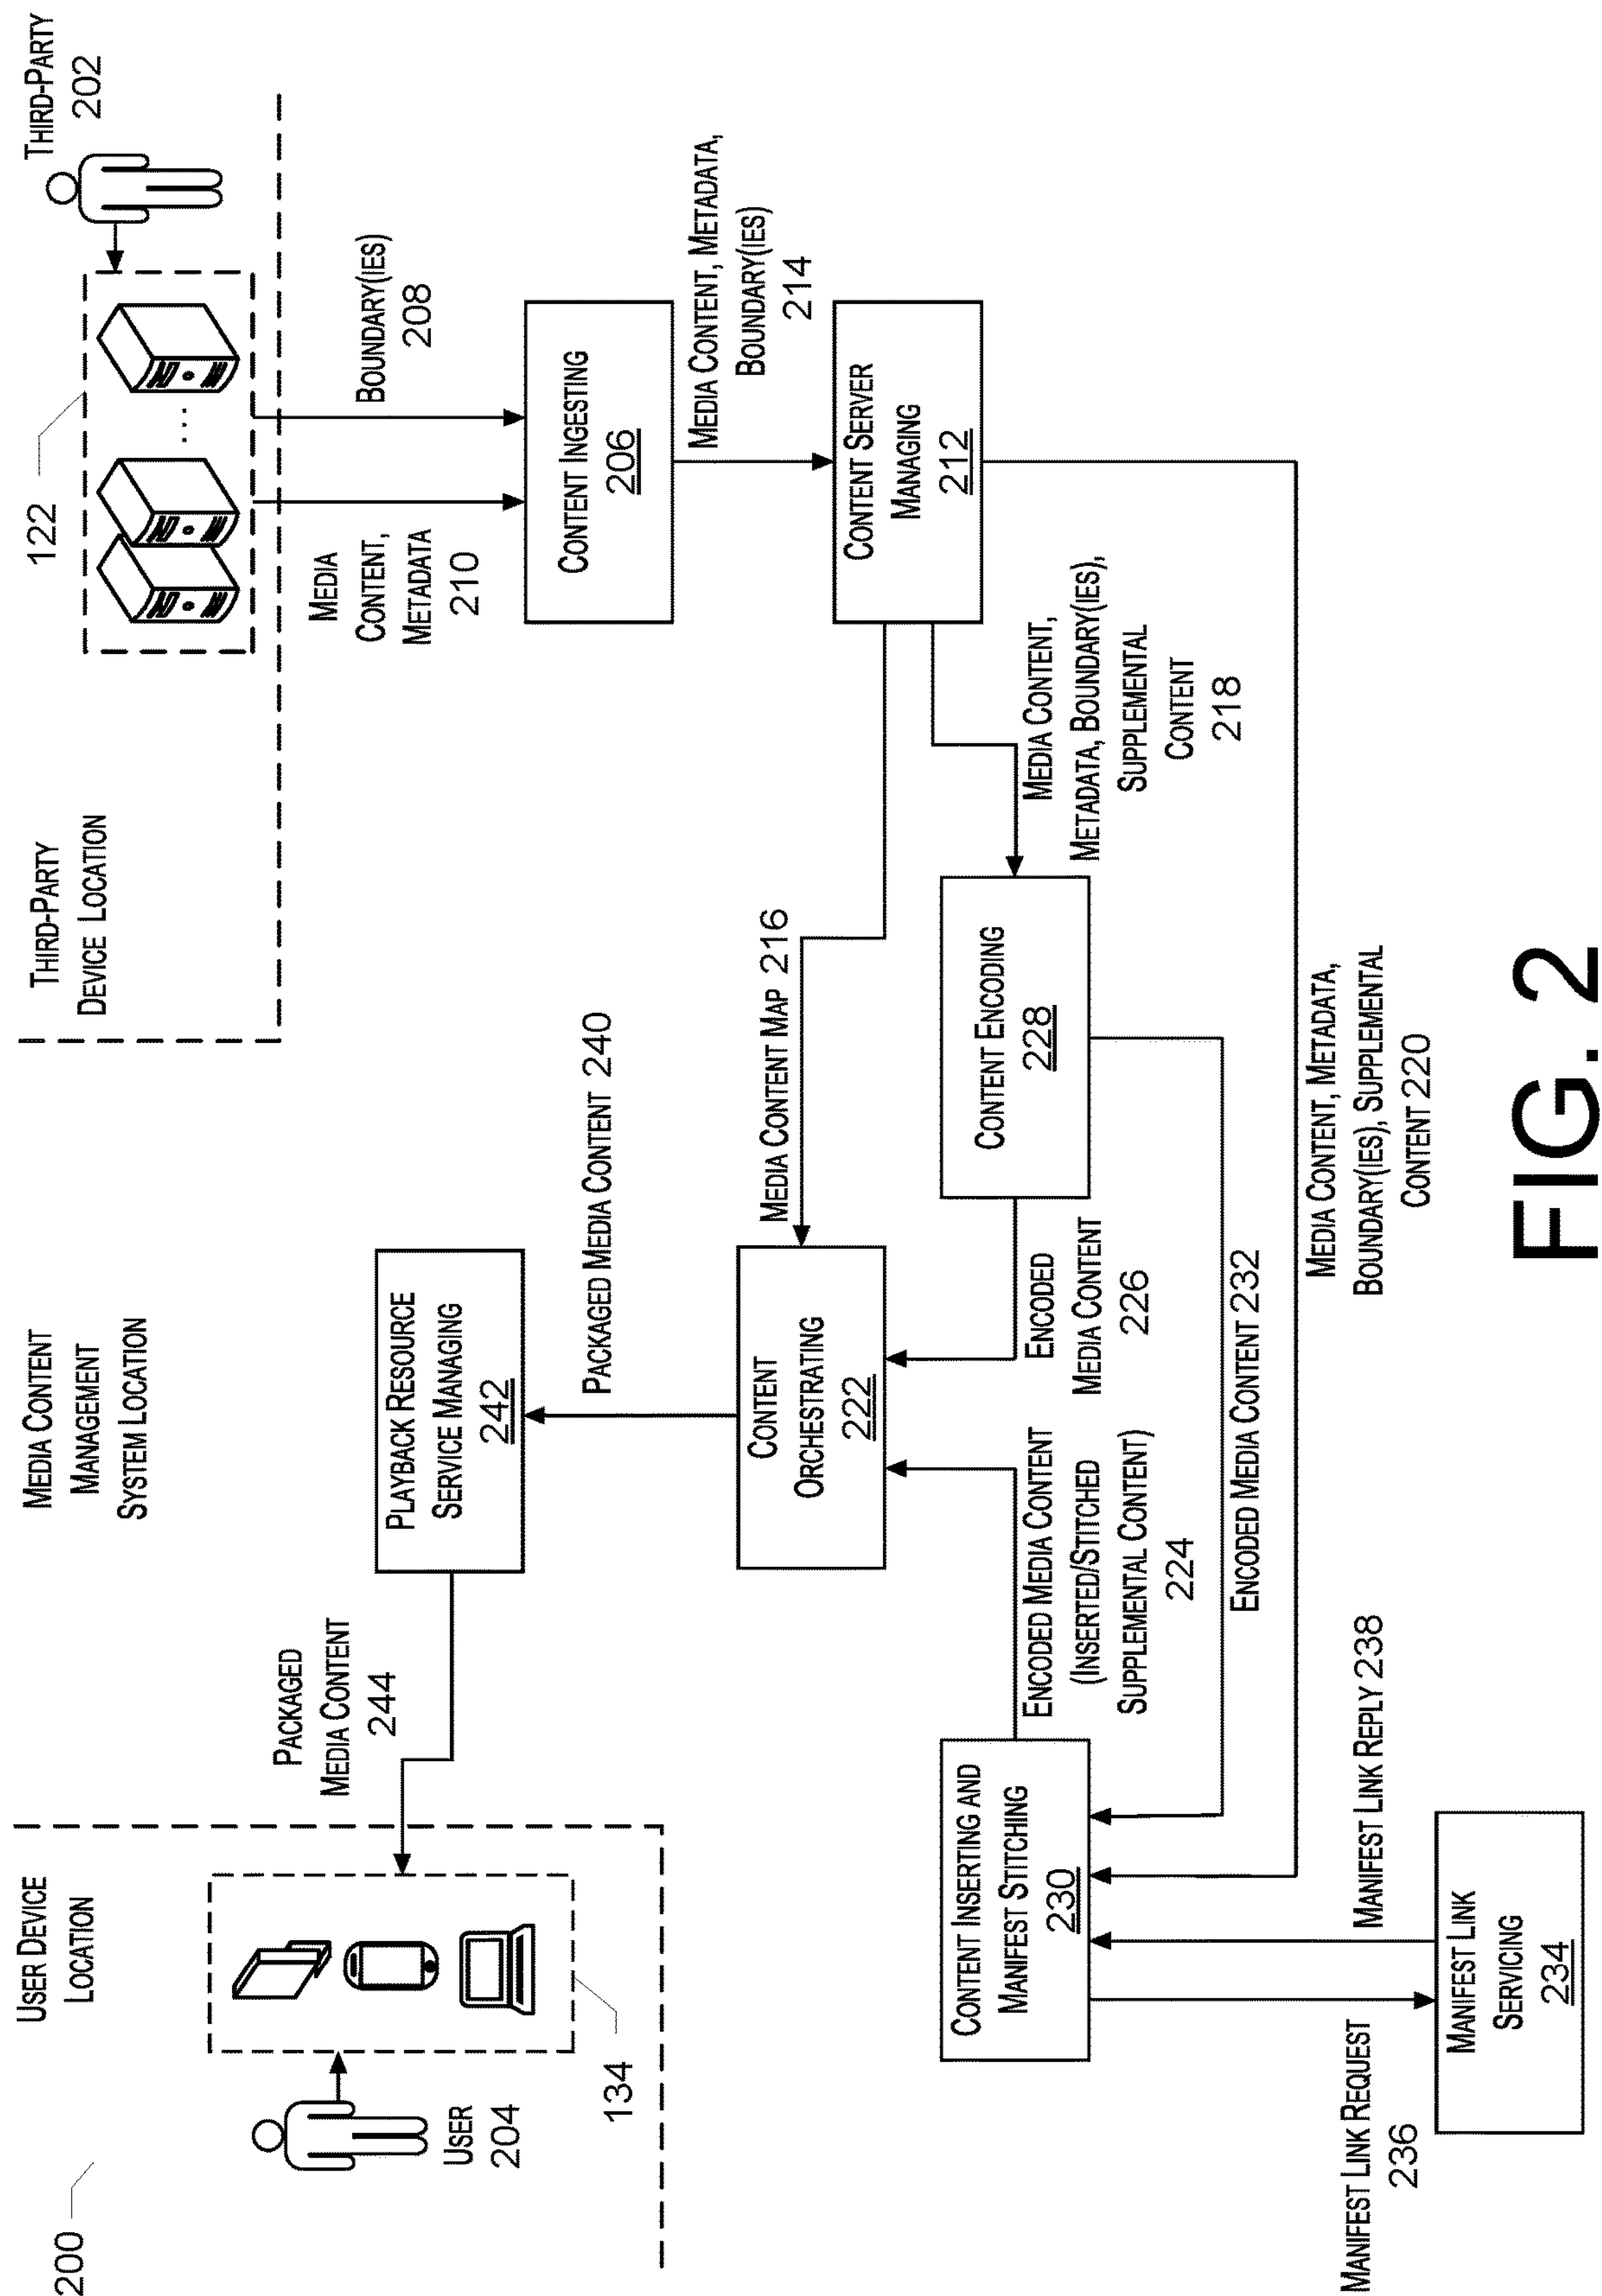 200
USER DEVICE
LOCATION
USER
204
134
MEDIA CONTENT
MANAGEMENT
SYSTEM LOCATION
THIRD-PARTY
DEVICE LOCATION
122
THIRD-PARTY
202
MEDIA
CONTENT,
METADATA
210
BOUNDARY(IES)
208
CONTENT INGESTING
206
MEDIA CONTENT, METADATA,
BOUNDARY(IES)
214
CONTENT SERVER
MANAGING
212
PACKAGED
MEDIA CONTENT
244
PLAYBACK RESOURCE
SERVICE MANAGING
242
PACKAGED MEDIA CONTENT 240
CONTENT
ORCHESTRATING
222
MEDIA CONTENT MAP 216
MEDIA CONTENT,
METADATA, BOUNDARY(IES),
SUPPLEMENTAL
CONTENT
218
CONTENT ENCODING
228
ENCODED
MEDIA CONTENT
226
ENCODED MEDIA CONTENT
(INSERTED/STITCHED
SUPPLEMENTAL CONTENT)
224
ENCODED MEDIA CONTENT 232
CONTENT INSERTING AND
MANIFEST STITCHING
230
MEDIA CONTENT, METADATA,
BOUNDARY(IES), SUPPLEMENTAL
CONTENT 220
MANIFEST LINK REQUEST
236
MANIFEST LINK REPLY 238
MANIFEST LINK
SERVICING
234
FIG. 2